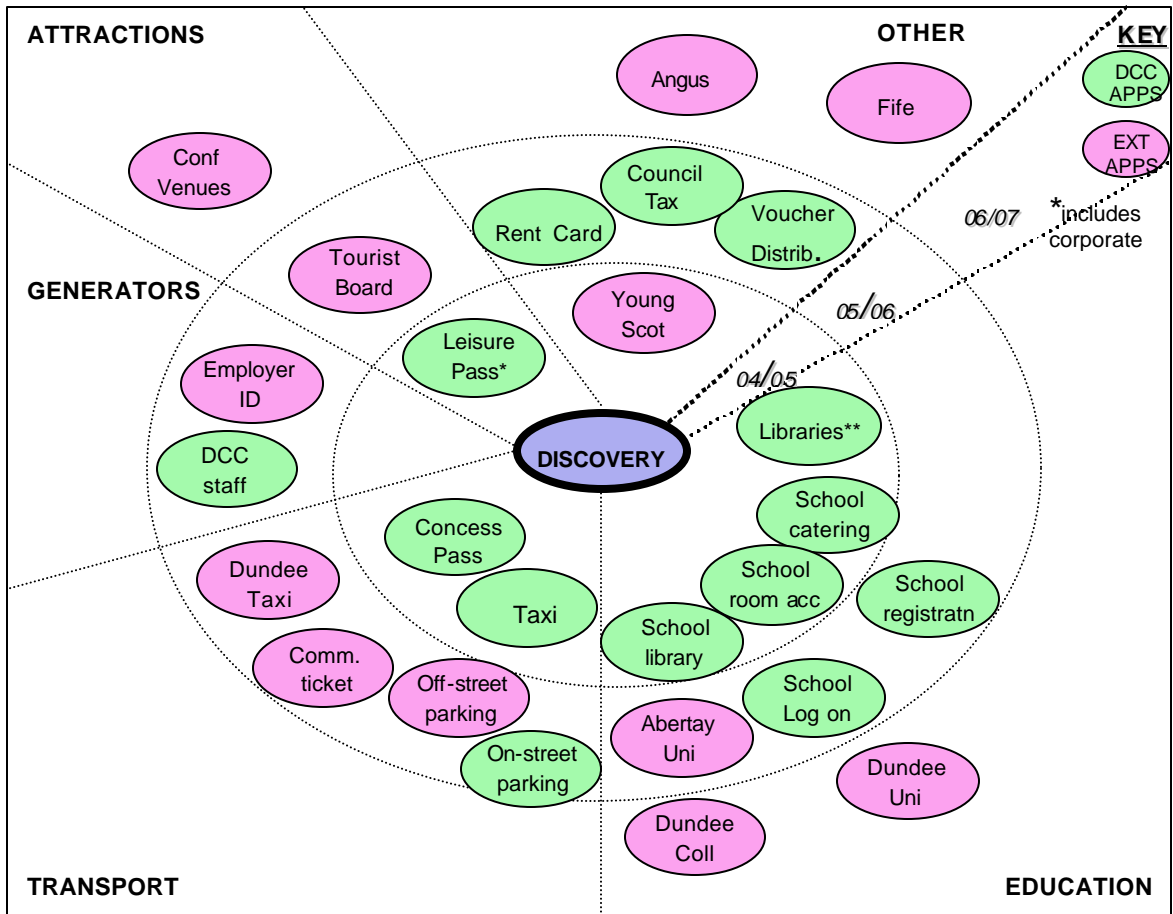 ATTRACTIONS
OTHER
KEY
DCC
APPS
EXT
APPS
Angus
Fife
Conf
Venues
Council
Tax
Rent Card
Voucher
Distrib.
06/07
*includes
corporate
Tourist
Board
GENERATORS
Young
Scot
05/06
Leisure
Pass*
Employer
ID
04/05
Libraries**
DCC
staff
DISCOVERY
School
catering
Concess
Pass
Dundee
Taxi
School
room acc
School
registratn
Taxi
School
library
Comm.
ticket
Off-street
parking
School
Log on
Abertay
Uni
On-street
parking
Dundee
Uni
Dundee
Coll
TRANSPORT
EDUCATION